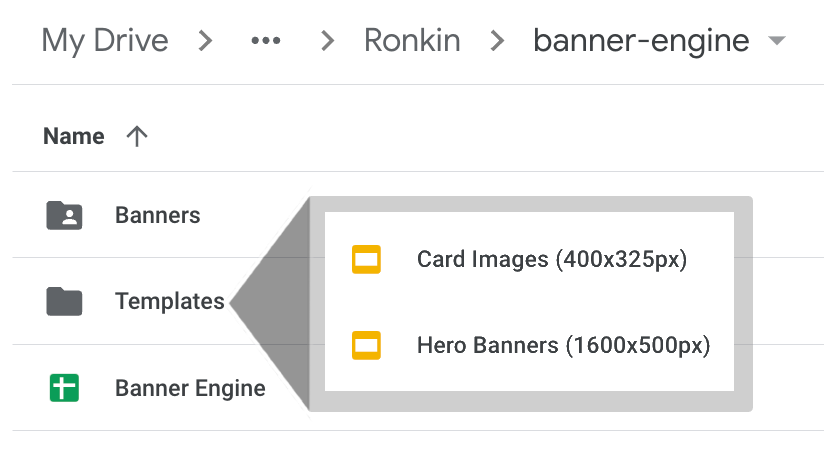 My Drive > ••• > Ronkin > banner-engine
Name
Banners
Templates
Card Images (400x325px)
Hero Banners (1600x500px)
Banner Engine